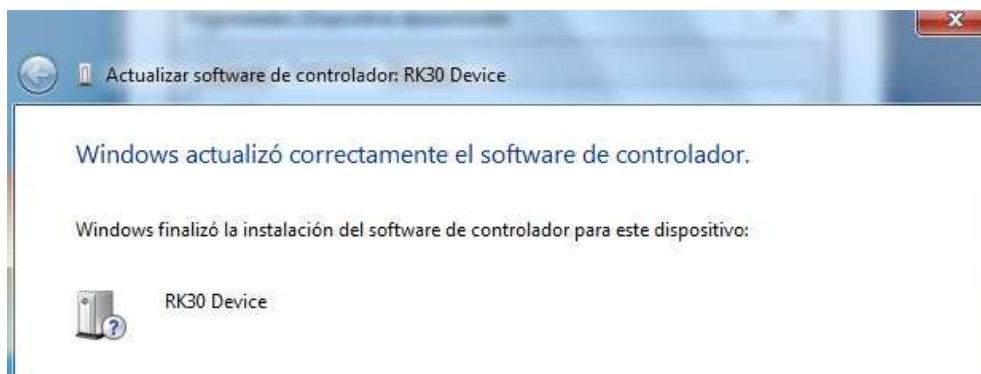 Actualizar software de controlador: RK30 Device
Windows actualizó correctamente el software de controlador.
Windows finalizó la instalación del software de controlador para este dispositivo:
RK30 Device